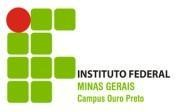 INSTITUTO FEDERAL
MINAS GERAIS
Campus Ouro Preto